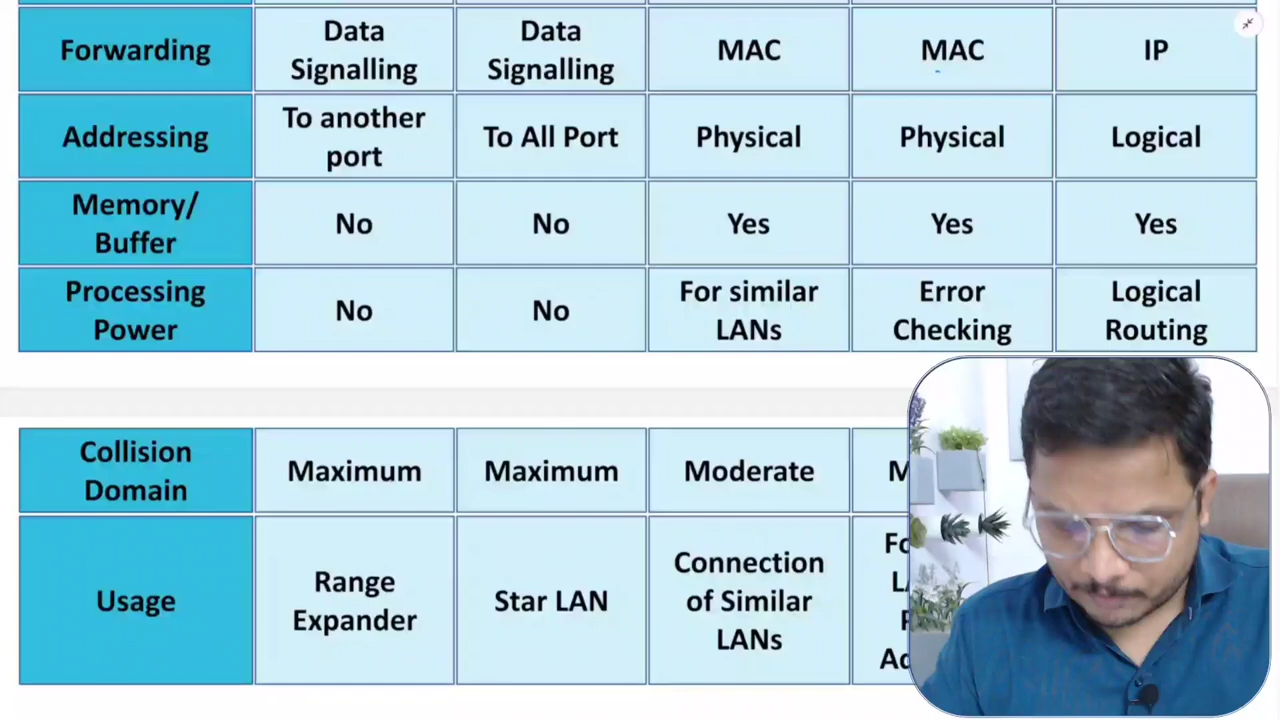 Forwarding
Data
Signalling
Data
Signalling
MAC
MAC
IP
Addressing
To another
port
To All Port
Physical
Physical
Logical
Memory/
Buffer
No
No
Yes
Yes
Yes
Processing
Power
No
No
For similar
LANs
Error
Checking
Logical
Routing
Collision
Domain
Maximum
Maximum
Moderate
Usage
Range
Expander
Star LAN
Connection
of Similar
LANs